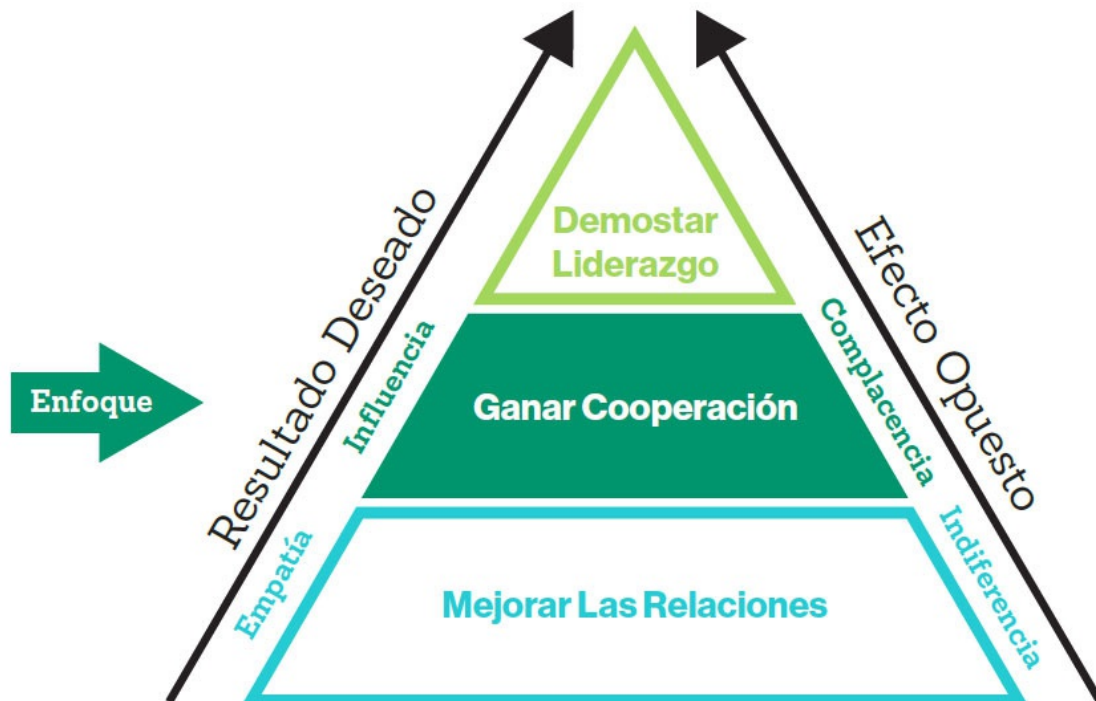 Resultado Deseado
Efecto Opuesto
Demostar
Liderazgo
Enfoque
Influencia
Ganar Cooperación
Complacencia
Empatía
Mejorar Las Relaciones
Indiferencia